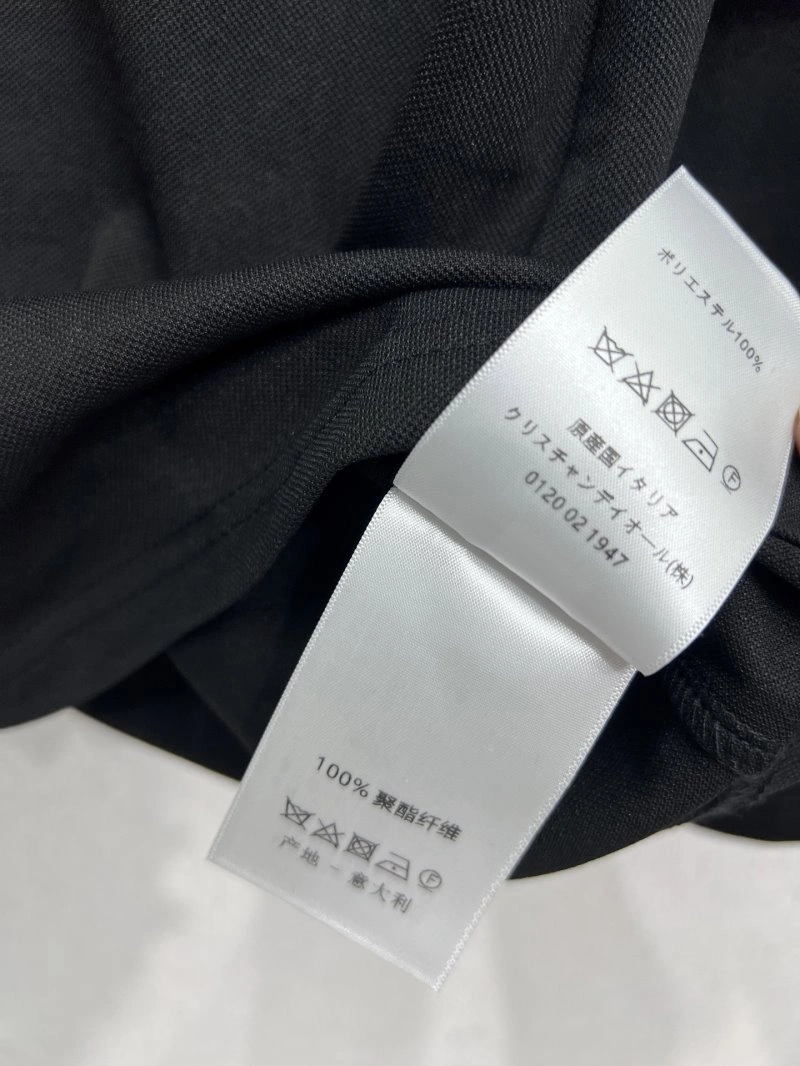 ポリエステル100%
Ⓕ
原産国イタリア
クリスチャンデイオール(株)
0120 02 1947
100% 聚酯纤维
Ⓕ
产地 - 意大利